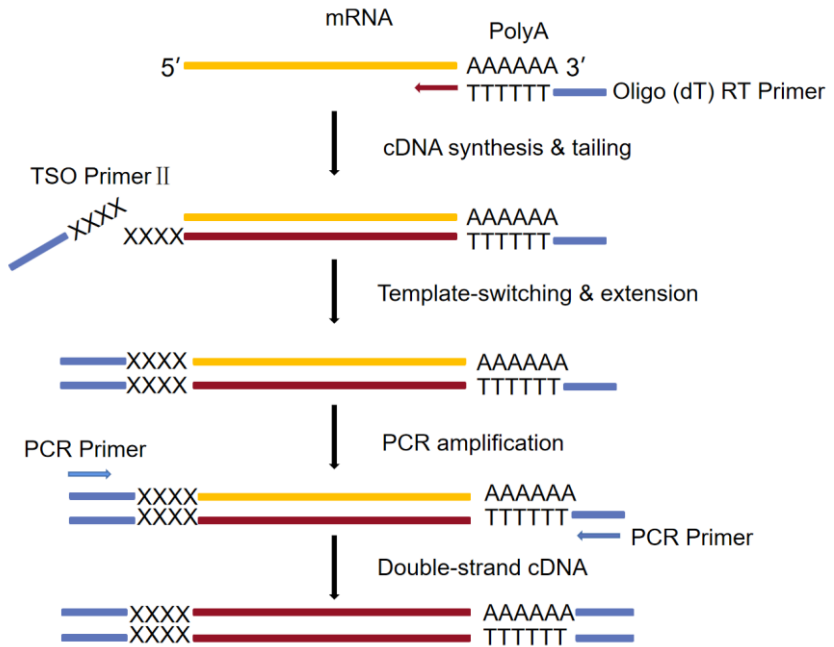 mRNA
PolyA
5′ AAAAAA 3′
TTTTTT Oligo (dT) RT Primer
cDNA synthesis & tailing
TSO Primer Ⅱ
XXXX
AAAAAA
XXXX TTTTTT
Template-switching & extension
XXXX AAAAAA
XXXX TTTTTT
PCR amplification
PCR Primer
XXXX AAAAAA
XXXX TTTTTT
PCR Primer
Double-strand cDNA
XXXX AAAAAA
XXXX TTTTTT